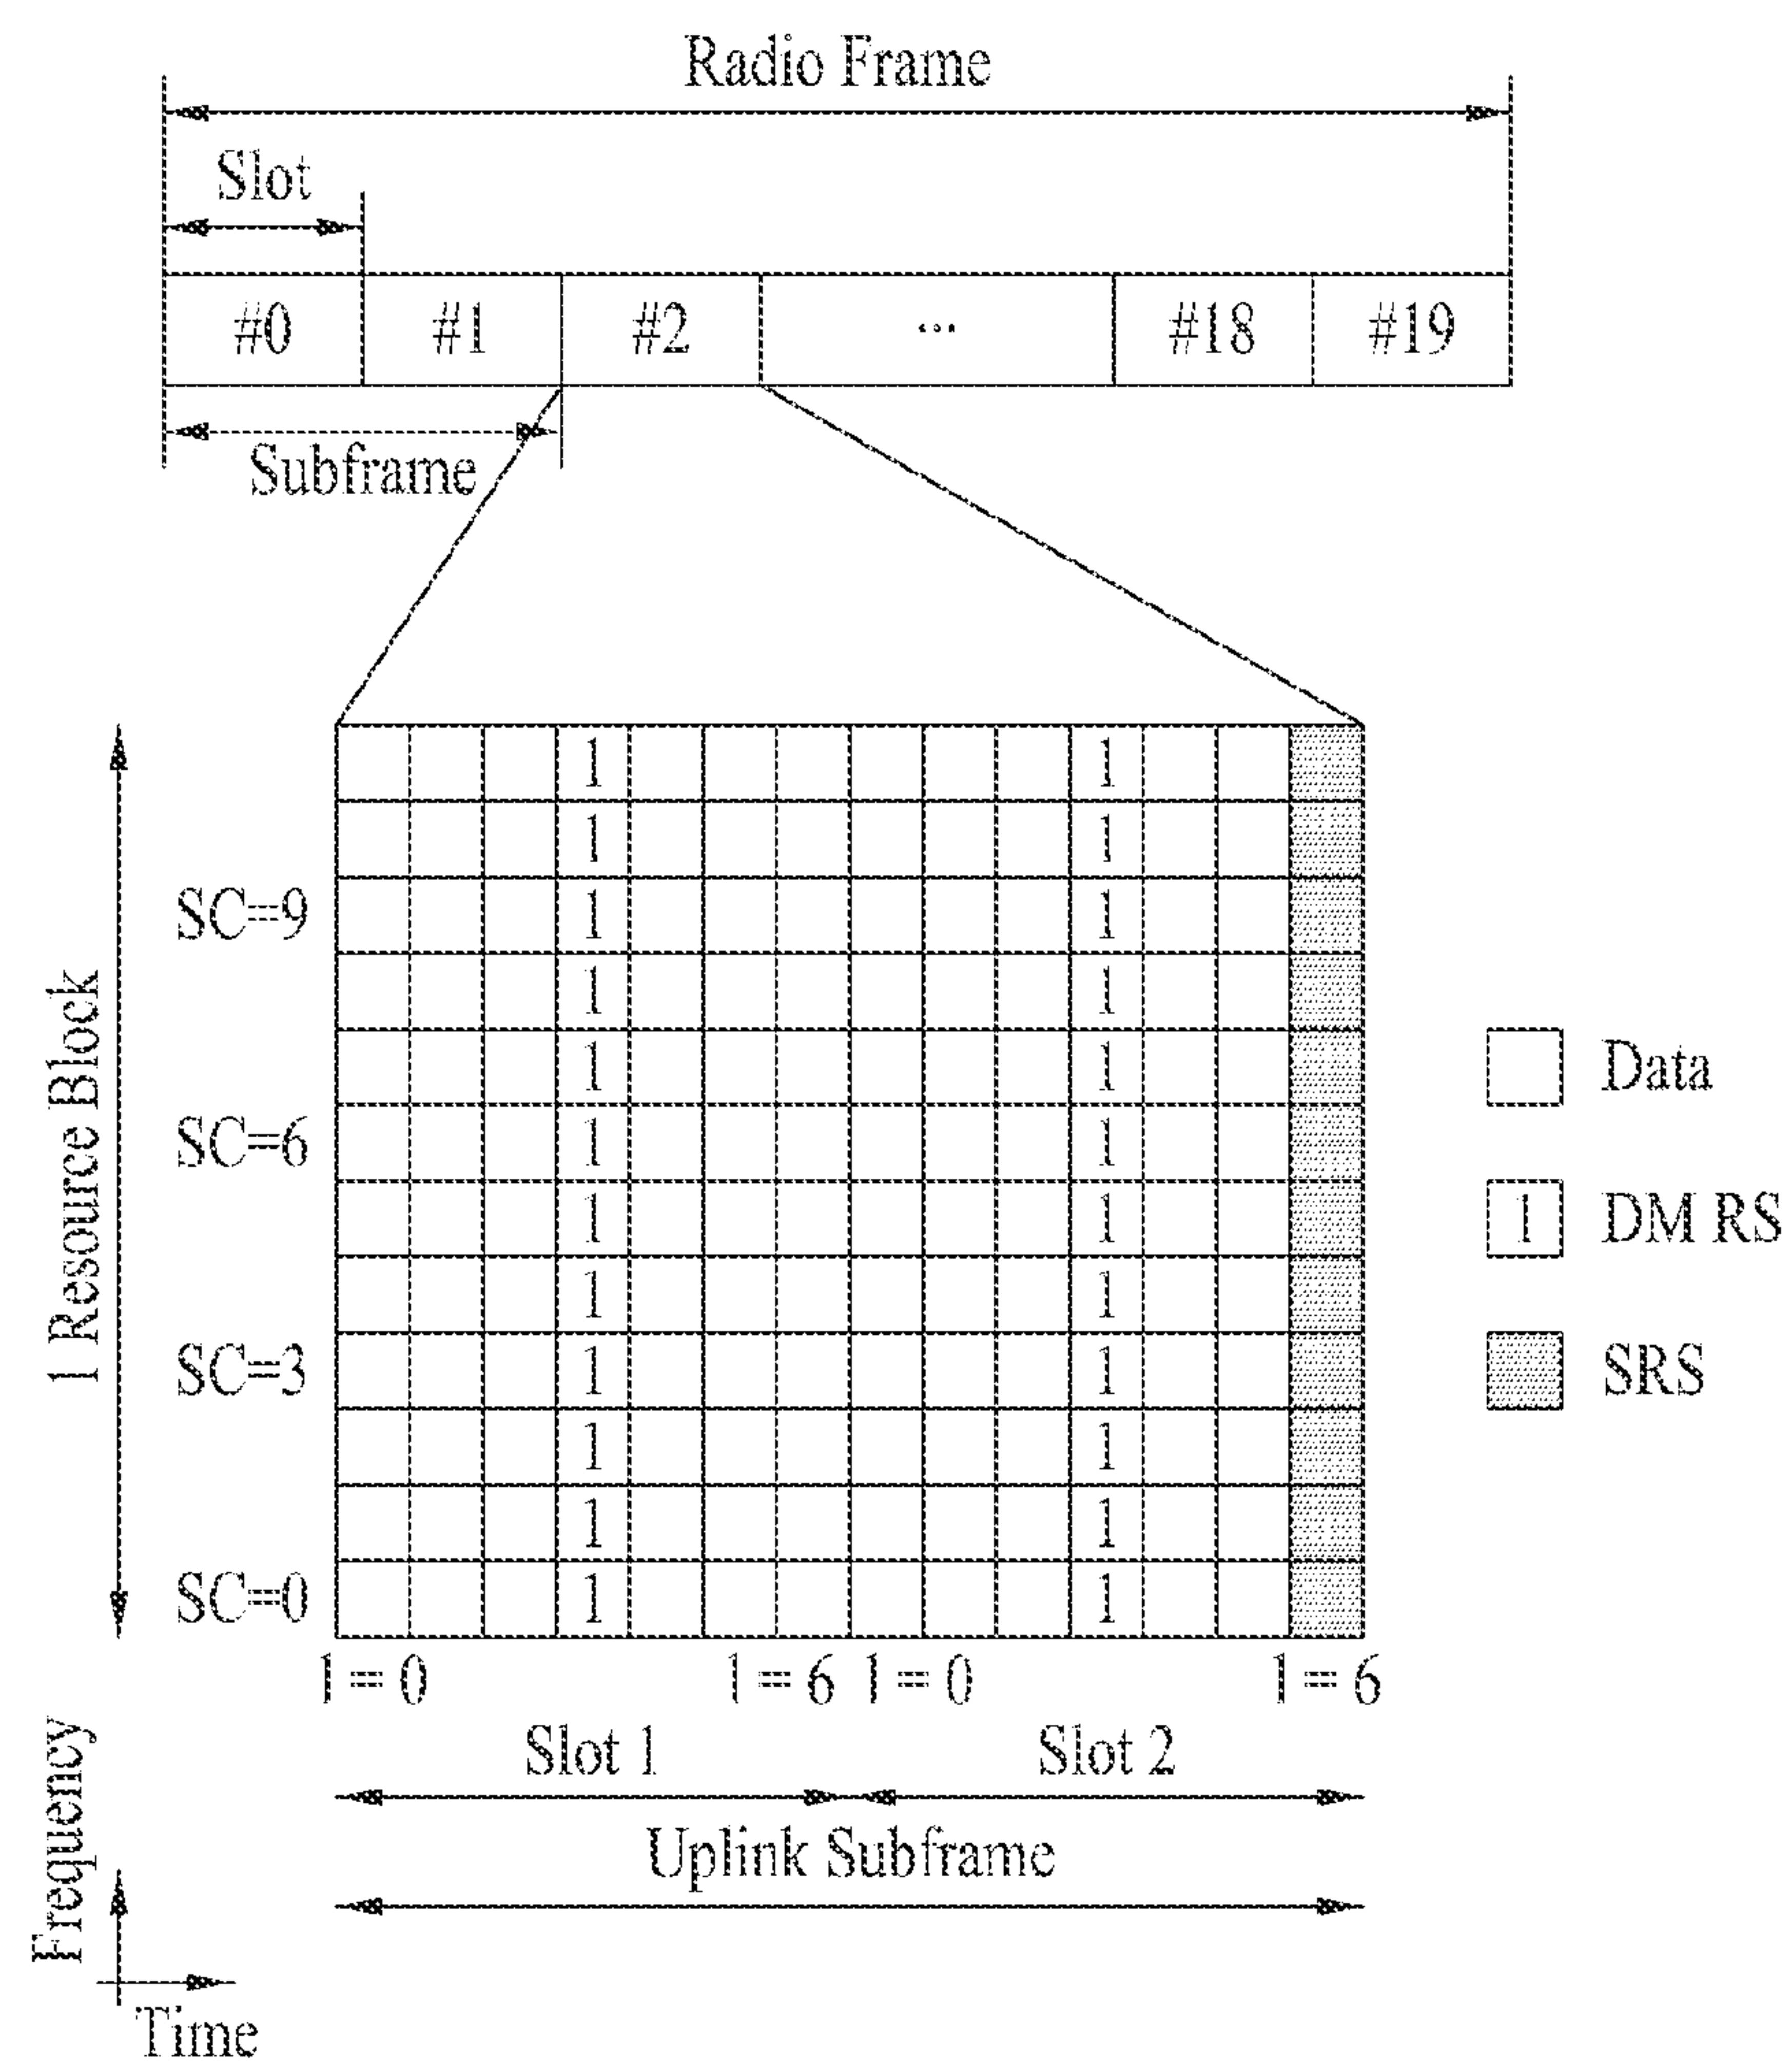 Radio Frame
Slot
#0 #1 #2 ... #18 #19
Subframe
1 1
1 1
SC=9 1 1
1 1
1 1
SC=6 1 1
1 1
1 1
SC=3 1 1
1 1
1 1
SC=0 1 1
1 Resource Block
Data
1 DM RS
SRS
l = 0 l = 6 l = 0 l = 6
Slot 1 Slot 2
Uplink Subframe
Frequency
Time